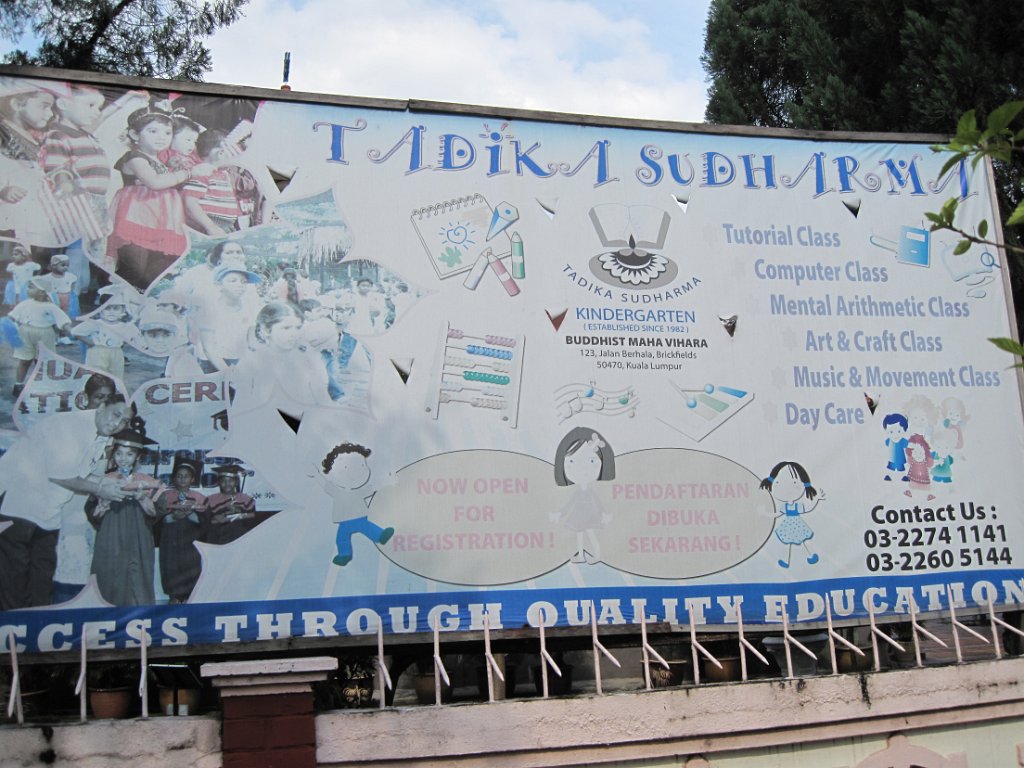 TADIKA SUDHARMA
TADIKA SUDHARMA
KINDERGARTEN
( ESTABLISHED SINCE 1982 )
BUDDHIST MAHA VIHARA
123, Jalan Berhala, Brickfields
50470, Kuala Lumpur
Tutorial Class
Computer Class
Mental Arithmetic Class
Art & Craft Class
Music & Movement Class
Day Care
CERI
NOW OPEN
FOR
REGISTRATION !
PENDAFTARAN
DIBUKA
SEKARANG !
Contact Us :
03-2274 1141
03-2260 5144
CCESS THROUGH QUALITY EDUCATION